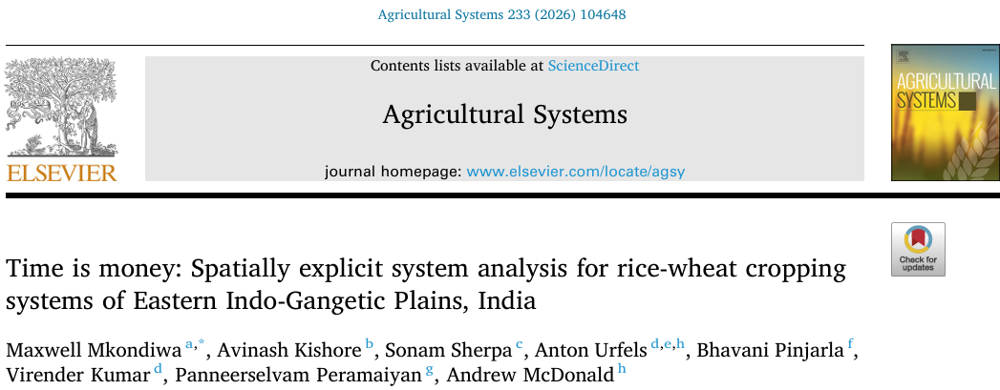 Agricultural Systems 233 (2026) 104648
Contents lists available at ScienceDirect
Agricultural Systems
journal homepage: www.elsevier.com/locate/agsy
ELSEVIER
AGRICULTURAL
SYSTEMS
Check for
updates
Time is money: Spatially explicit system analysis for rice-wheat cropping
systems of Eastern Indo-Gangetic Plains, India
Maxwell Mkondiwa a,*, Avinash Kishore b, Sonam Sherpa c, Anton Urfels d,e,h, Bhavani Pinjarla f,
Virender Kumar d, Panneerselvam Peramaiyan g, Andrew McDonald h